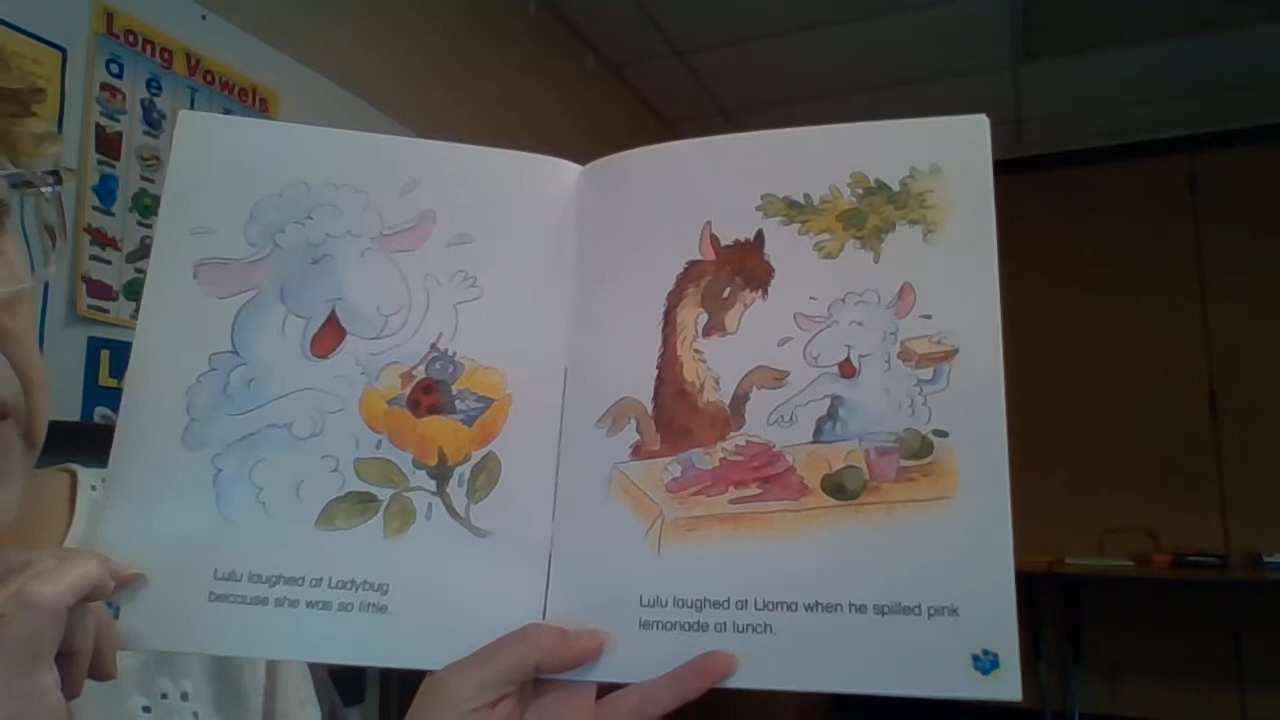 Long Vowels
a
e
Lulu laughed at Ladybug
because she was so little.
Lulu laughed at Llama when he spilled pink
lemonade at lunch.